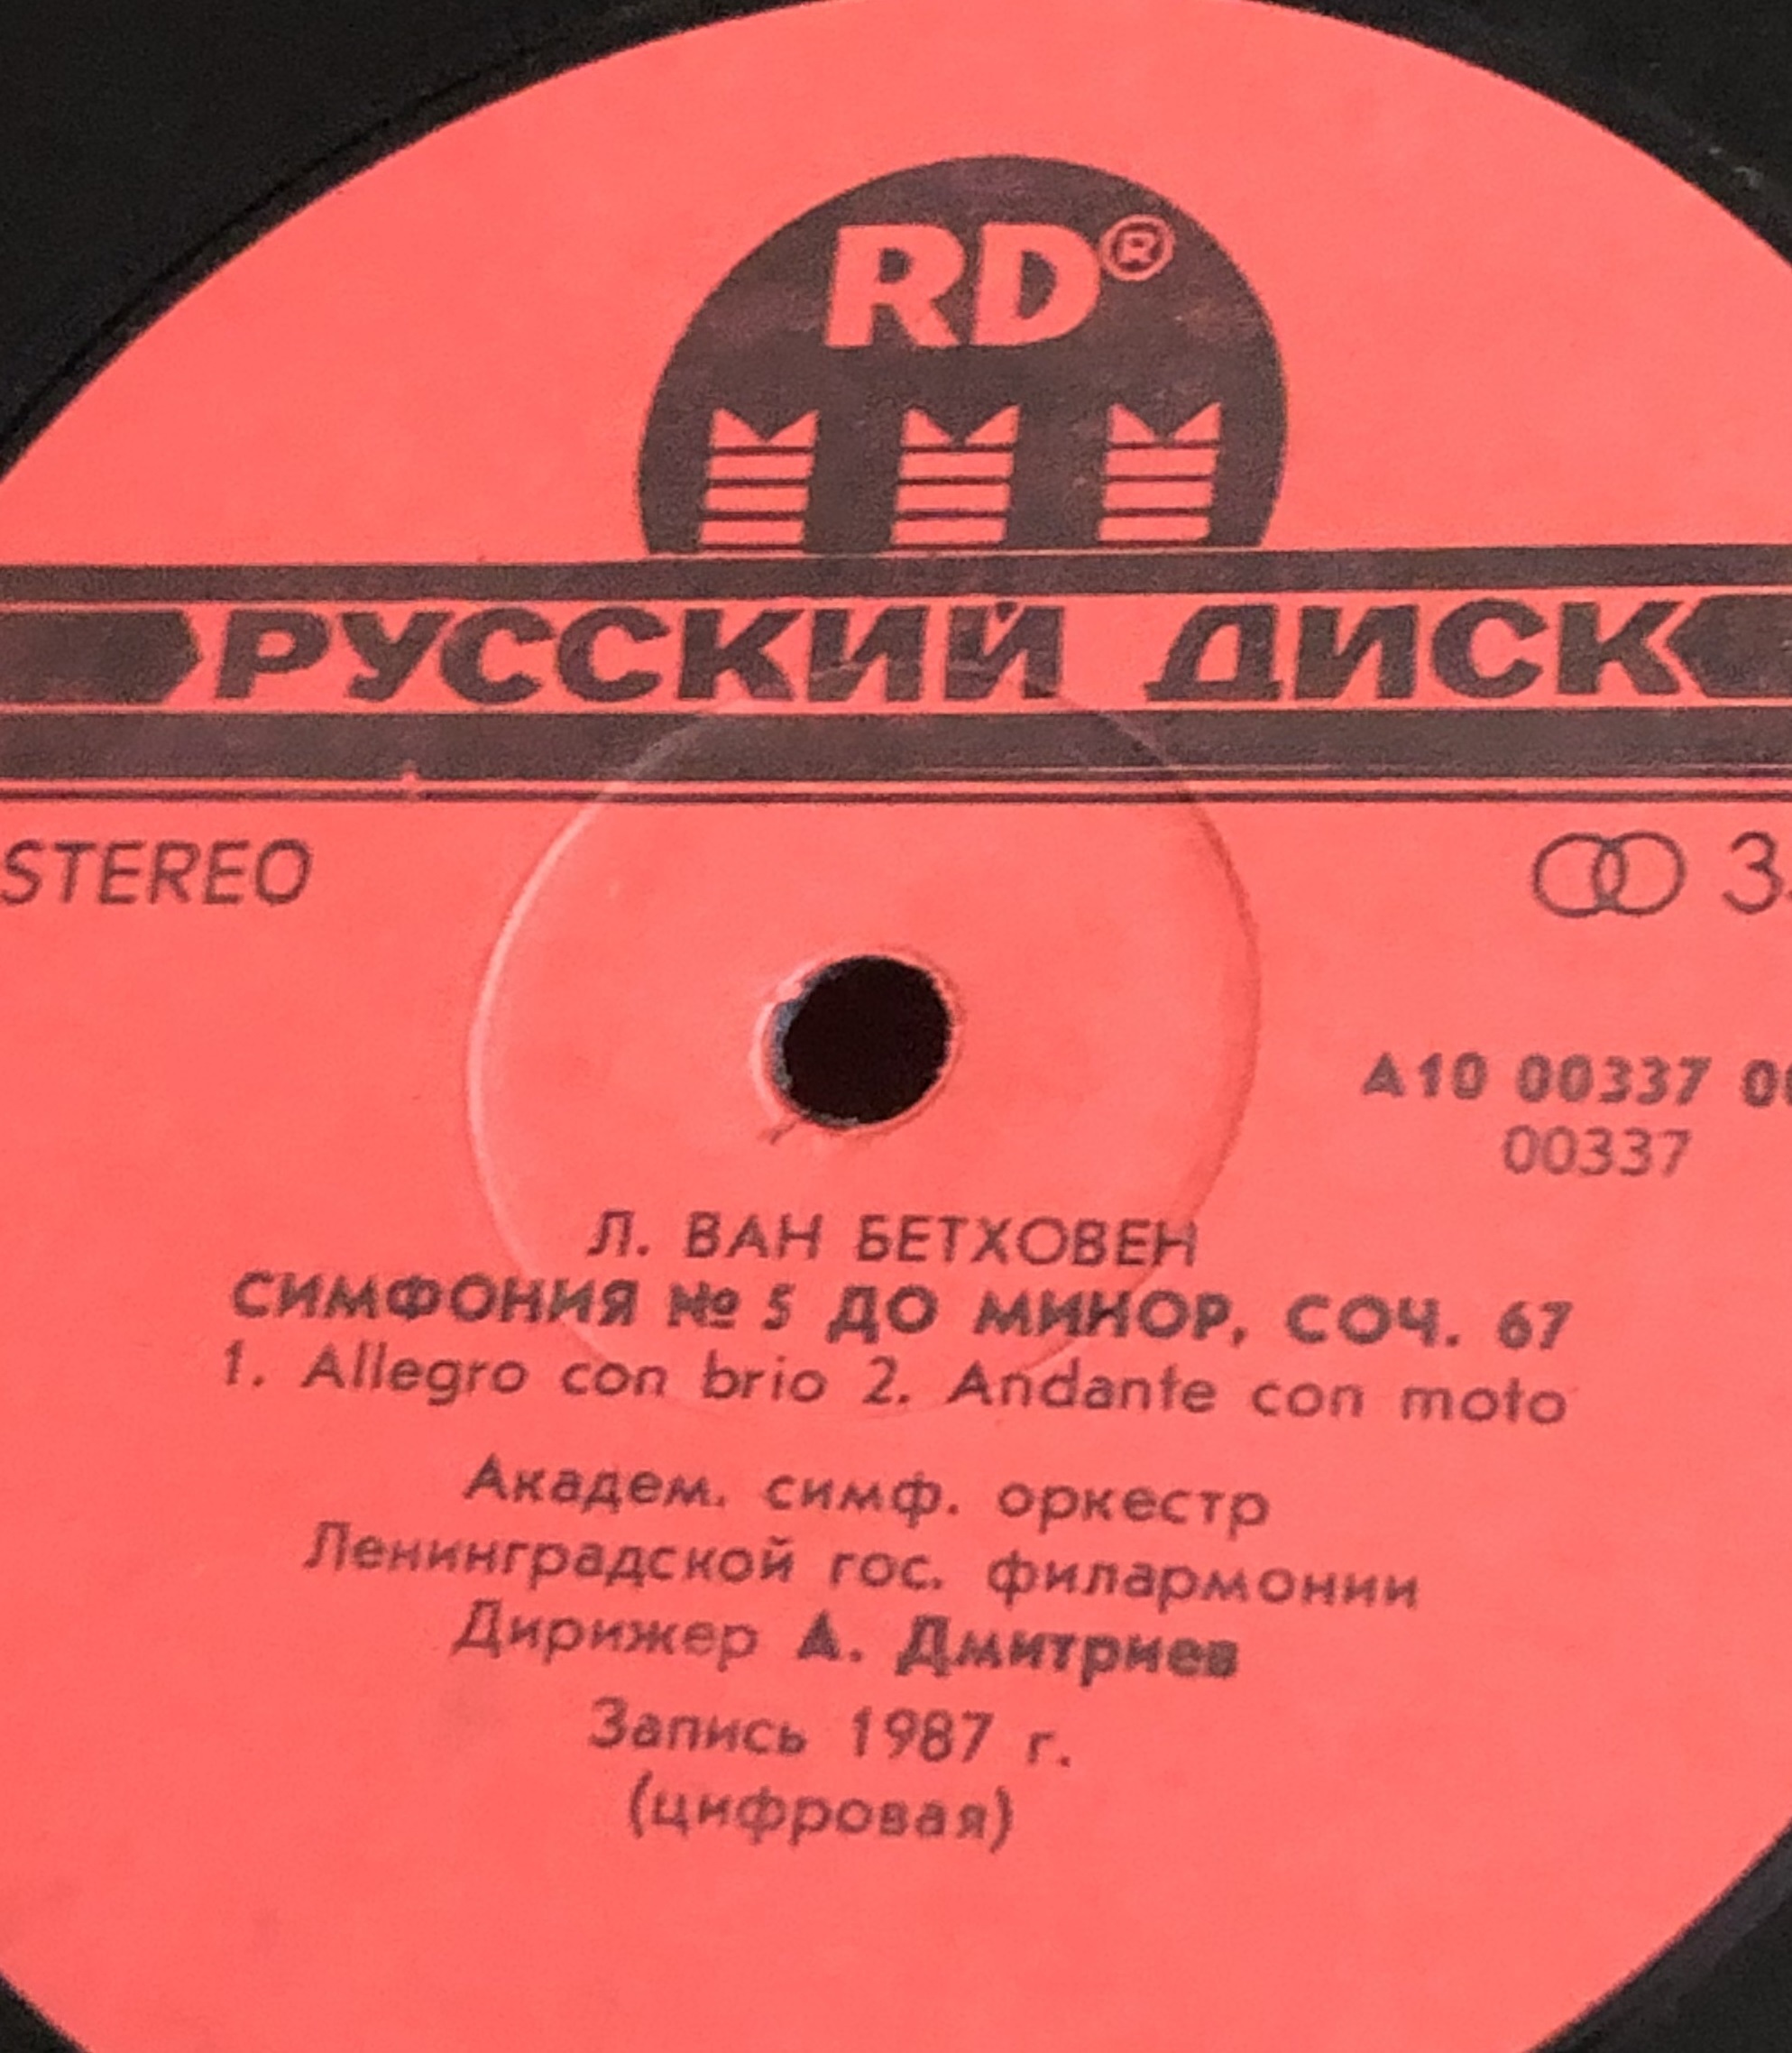 RD®
РУССКИЙ ДИСК
STEREO
A10 00337
00337
Л. ВАН БЕТХОВЕН
СИМФОНИЯ № 5 ДО МИНОР, СОЧ. 67
1. Allegro con brio 2. Andante con moto
Академ. симф. оркестр
Ленинградской гос. филармонии
Дирижер А. Дмитриев
Запись 1987 г.
(цифровая)